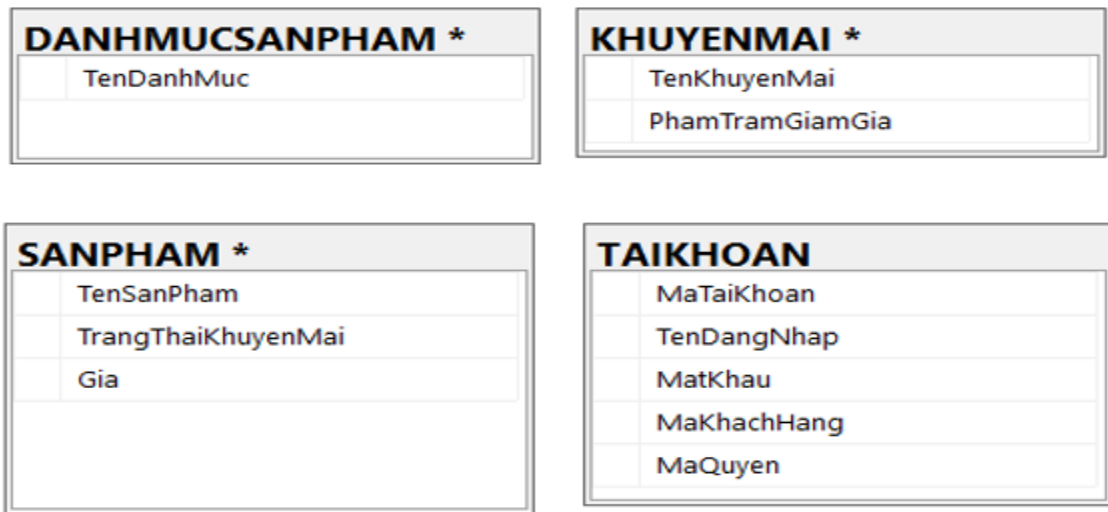 DANHMUCSANPHAM *
TenDanhMuc
KHUYENMAI *
TenKhuyenMai
PhamTramGiamGia
SANPHAM *
TenSanPham
TrangThaiKhuyenMai
Gia
TAIKHOAN
MaTaiKhoan
TenDangNhap
MatKhau
MaKhachHang
MaQuyen